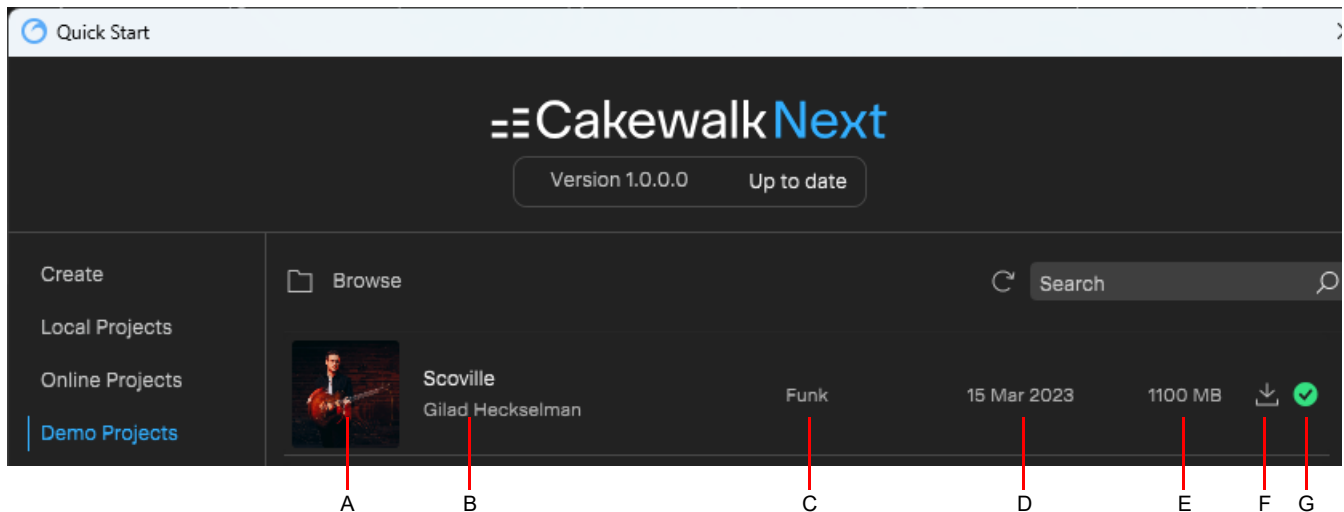 Quick Start
Cakewalk Next
Version 1.0.0.0 Up to date
Create
Local Projects
Online Projects
Demo Projects
Browse
Search
Scoville
Gilad Heckselman
Funk
15 Mar 2023
1100 MB
A B C D E F G